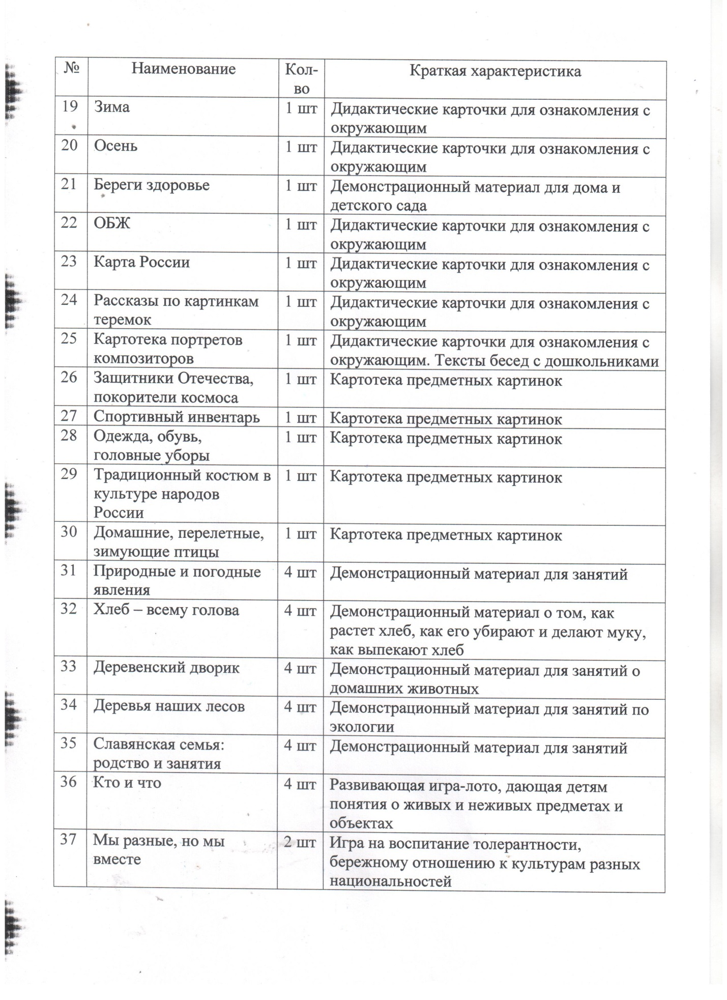 № Наименование Кол- Краткая характеристика
во
19 Зима 1 шт Дидактические карточки для ознакомления с
окружающим
20 Осень 1 шт Дидактические карточки для ознакомления с
окружающим
21 Береги здоровье 1 шт Демонстрационный материал для дома и
детского сада
22 ОБЖ 1 шт Дидактические карточки для ознакомления с
окружающим
23 Карта России 1 шт Дидактические карточки для ознакомления с
окружающим
24 Рассказы по картинкам 1 шт Дидактические карточки для ознакомления с
теремок окружающим
25 Картотека портретов 1 шт Дидактические карточки для ознакомления с
композиторов окружающим. Тексты бесед с дошкольниками
26 Защитники Отечества, 1 шт Картотека предметных картинок
покорители космоса
27 Спортивный инвентарь 1 шт Картотека предметных картинок
28 Одежда, обувь, 1 шт Картотека предметных картинок
головные уборы
29 Традиционный костюм в 1 шт Картотека предметных картинок
культуре народов
России
30 Домашние, перелетные, 1 шт Картотека предметных картинок
зимующие птицы
31 Природные и погодные 4 шт Демонстрационный материал для занятий
явления
32 Хлеб – всему голова 4 шт Демонстрационный материал о том, как
растет хлеб, как его убирают и делают муку,
как выпекают хлеб
33 Деревенский дворик 4 шт Демонстрационный материал для занятий о
домашних животных
34 Деревья наших лесов 4 шт Демонстрационный материал для занятий по
экологии
35 Славянская семья: 4 шт Демонстрационный материал для занятий
родство и занятия
36 Кто и что 4 шт Развивающая игра-лото, дающая детям
понятия о живых и неживых предметах и
объектах
37 Мы разные, но мы 2 шт Игра на воспитание толерантности,
вместе бережному отношению к культурам разных
национальностей